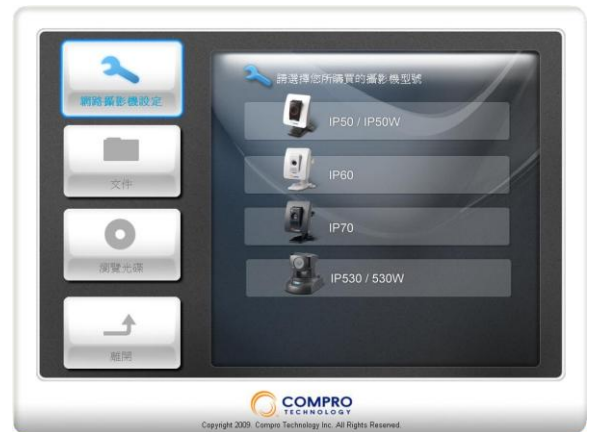 網路攝影機設定
文件
瀏覽光碟
離開
請選擇您所購買的攝影機型號
IP50 / IP50W
IP60
IP70
IP530 / 530W
COMPRO
TECHNOLOGY
Copyright 2009. Compro Technology Inc. All Rights Reserved.